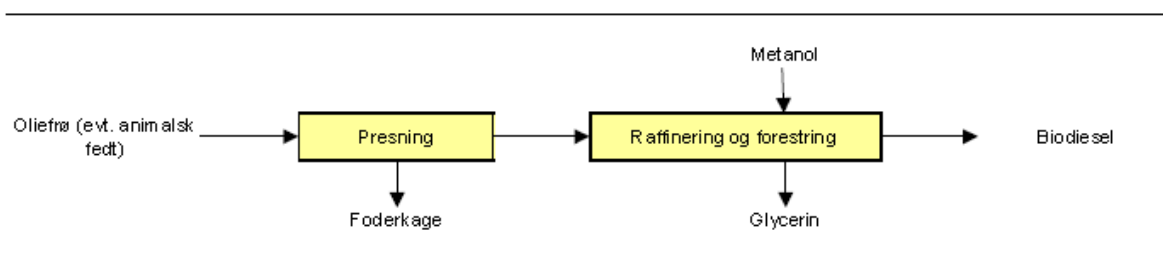 Metanol
Oliefrø (evt. animalsk
fedt)
Presning
Raffinering og forestring
Biodiesel
Foderkage
Glycerin